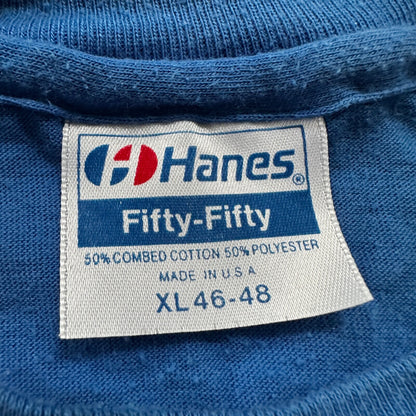 Hanes®
Fifty-Fifty
50% COMBED COTTON 50% POLYESTER
MADE IN U.S.A
XL 46-48